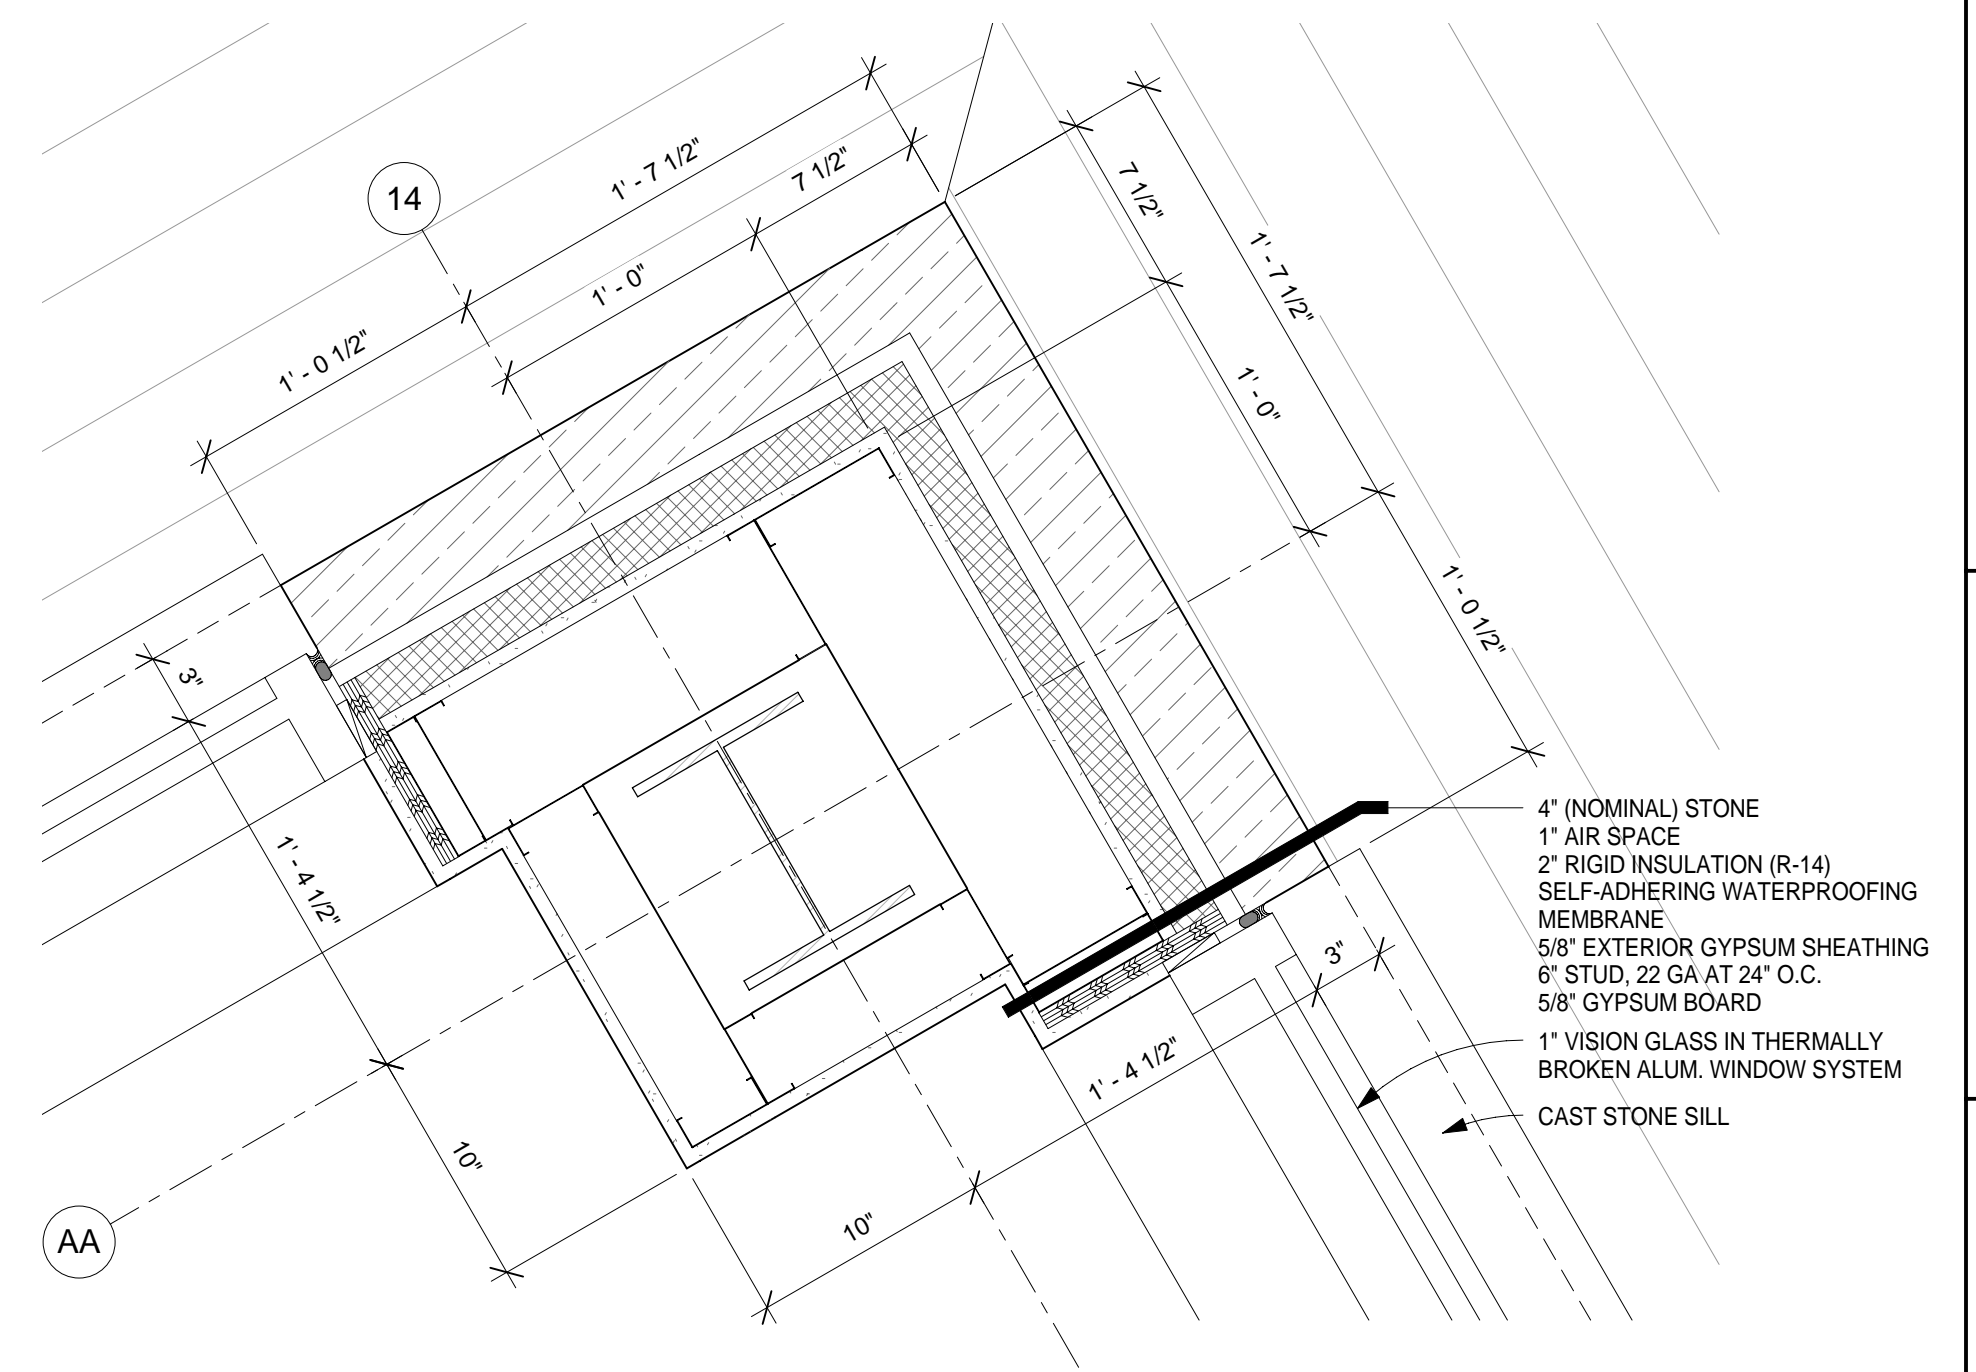 1' - 7 1/2"
7 1/2"
14
1' - 0"
1' - 0 1/2"
7 1/2"
1' - 7 1/2"
1' - 0"
1' - 0 1/2"
3"
1' - 4 1/2"
10"
AA
10"
1' - 4 1/2"
3"
4" (NOMINAL) STONE
1" AIR SPACE
2" RIGID INSULATION (R-14)
SELF-ADHERING WATERPROOFING
MEMBRANE
5/8" EXTERIOR GYPSUM SHEATHING
6" STUD, 22 GA AT 24" O.C.
5/8" GYPSUM BOARD
1" VISION GLASS IN THERMALLY
BROKEN ALUM. WINDOW SYSTEM
CAST STONE SILL